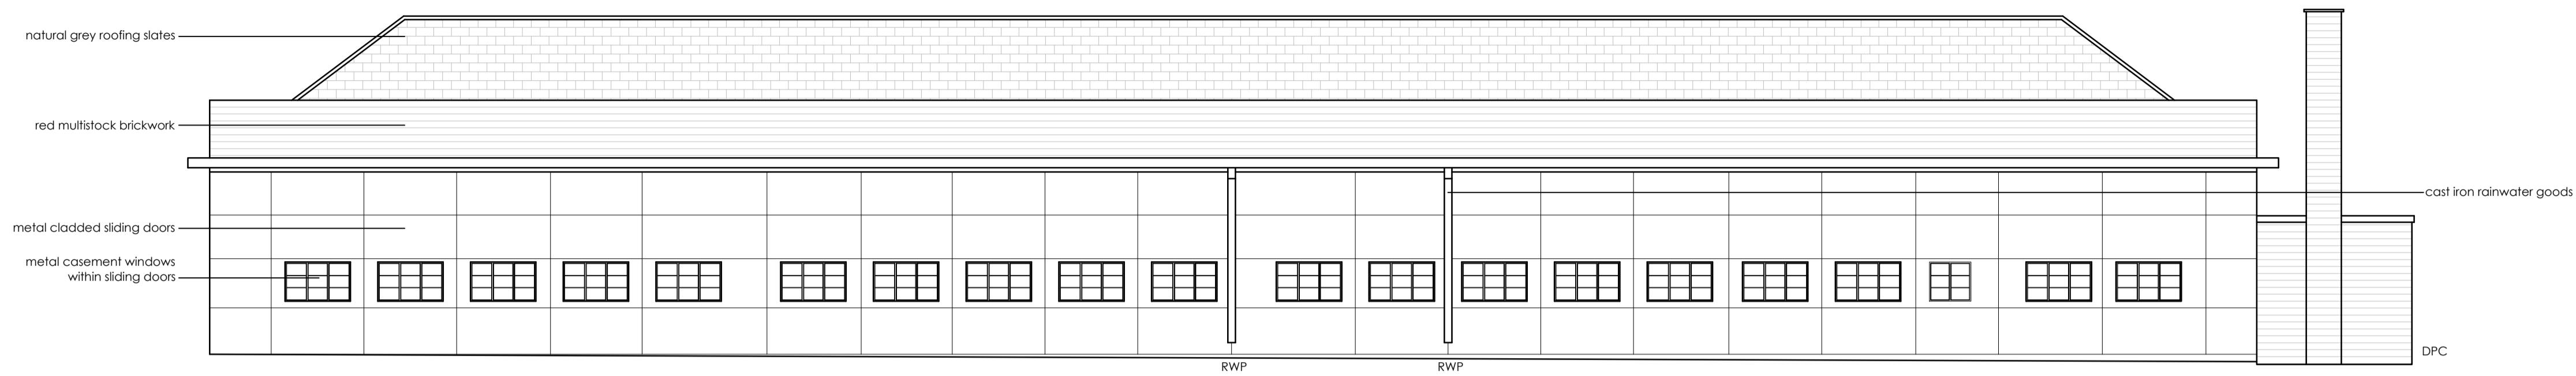 natural grey roofing slates
red multistock brickwork
cast iron rainwater goods
metal cladded sliding doors
metal casement windows
within sliding doors
DPC
RWP
RWP